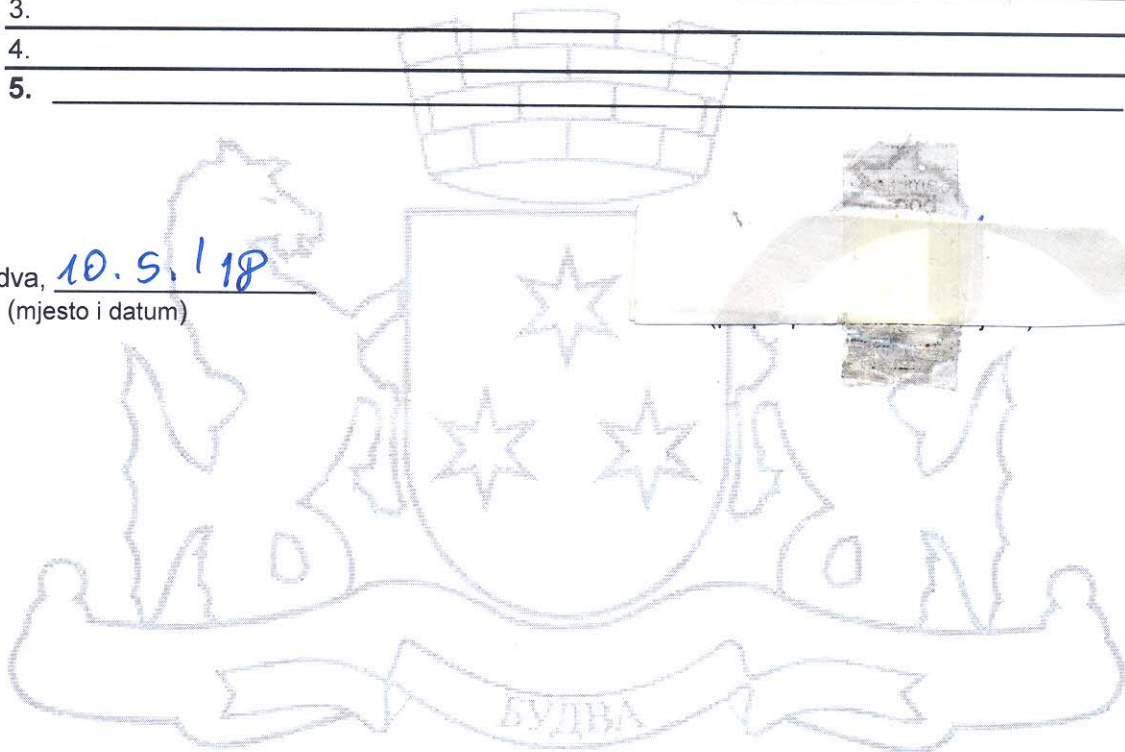 3.
4.
5.
dva, 10. 5. 18
(mjesto i datum)
БУДВА